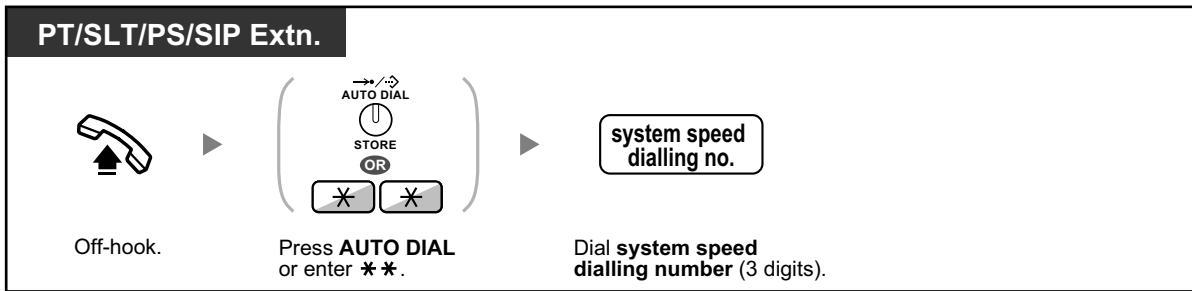 PT/SLT/PS/SIP Extn.
AUTO DIAL
STORE
OR
* *
system speed
dialling no.
Off-hook.
Press AUTO DIAL
or enter **.
Dial system speed
dialling number (3 digits).